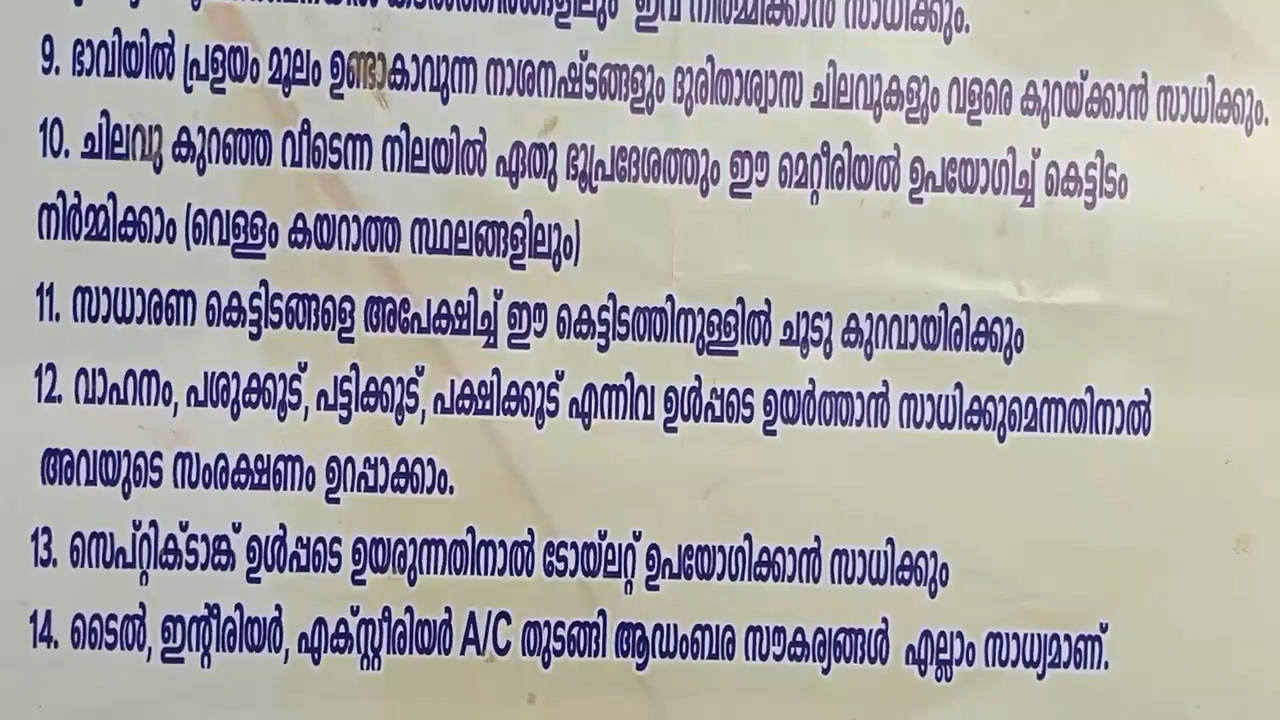 ഇവ നിർമ്മിക്കാൻ സാധിക്കും.
9. ഭാവിയിൽ പ്രളയം മൂലം ഉണ്ടാകാവുന്ന നാശനഷ്ടങ്ങളും ദുരിതാശ്വാസ ചിലവുകളും വളരെ കുറയ്ക്കാൻ സാധിക്കും.
10. ചിലവു കുറഞ്ഞ വീടെന്ന നിലയിൽ ഏതു ഭൂപ്രദേശത്തും ഈ മെറ്റീരിയൽ ഉപയോഗിച്ച് കെട്ടിടം
നിർമ്മിക്കാം (വെള്ളം കയറാത്ത സ്ഥലങ്ങളിലും)
11. സാധാരണ കെട്ടിടങ്ങളെ അപേക്ഷിച്ച് ഈ കെട്ടിടത്തിനുള്ളിൽ ചൂടു കുറവായിരിക്കും
12. വാഹനം, പശുക്കൂട്, പട്ടിക്കൂട്, പക്ഷിക്കൂട് എന്നിവ ഉൾപ്പടെ ഉയർത്താൻ സാധിക്കുമെന്നതിനാൽ
അവയുടെ സംരക്ഷണം ഉറപ്പാക്കാം.
13. സെപ്റ്റിക്ടാങ്ക് ഉൾപ്പടെ ഉയരുന്നതിനാൽ ടോയ്ലറ്റ് ഉപയോഗിക്കാൻ സാധിക്കും
14. ടൈൽ, ഇന്റീരിയർ, എക്സ്റ്റീരിയർ A/C തുടങ്ങി ആഡംബര സൗകര്യങ്ങൾ എല്ലാം സാധ്യമാണ്.